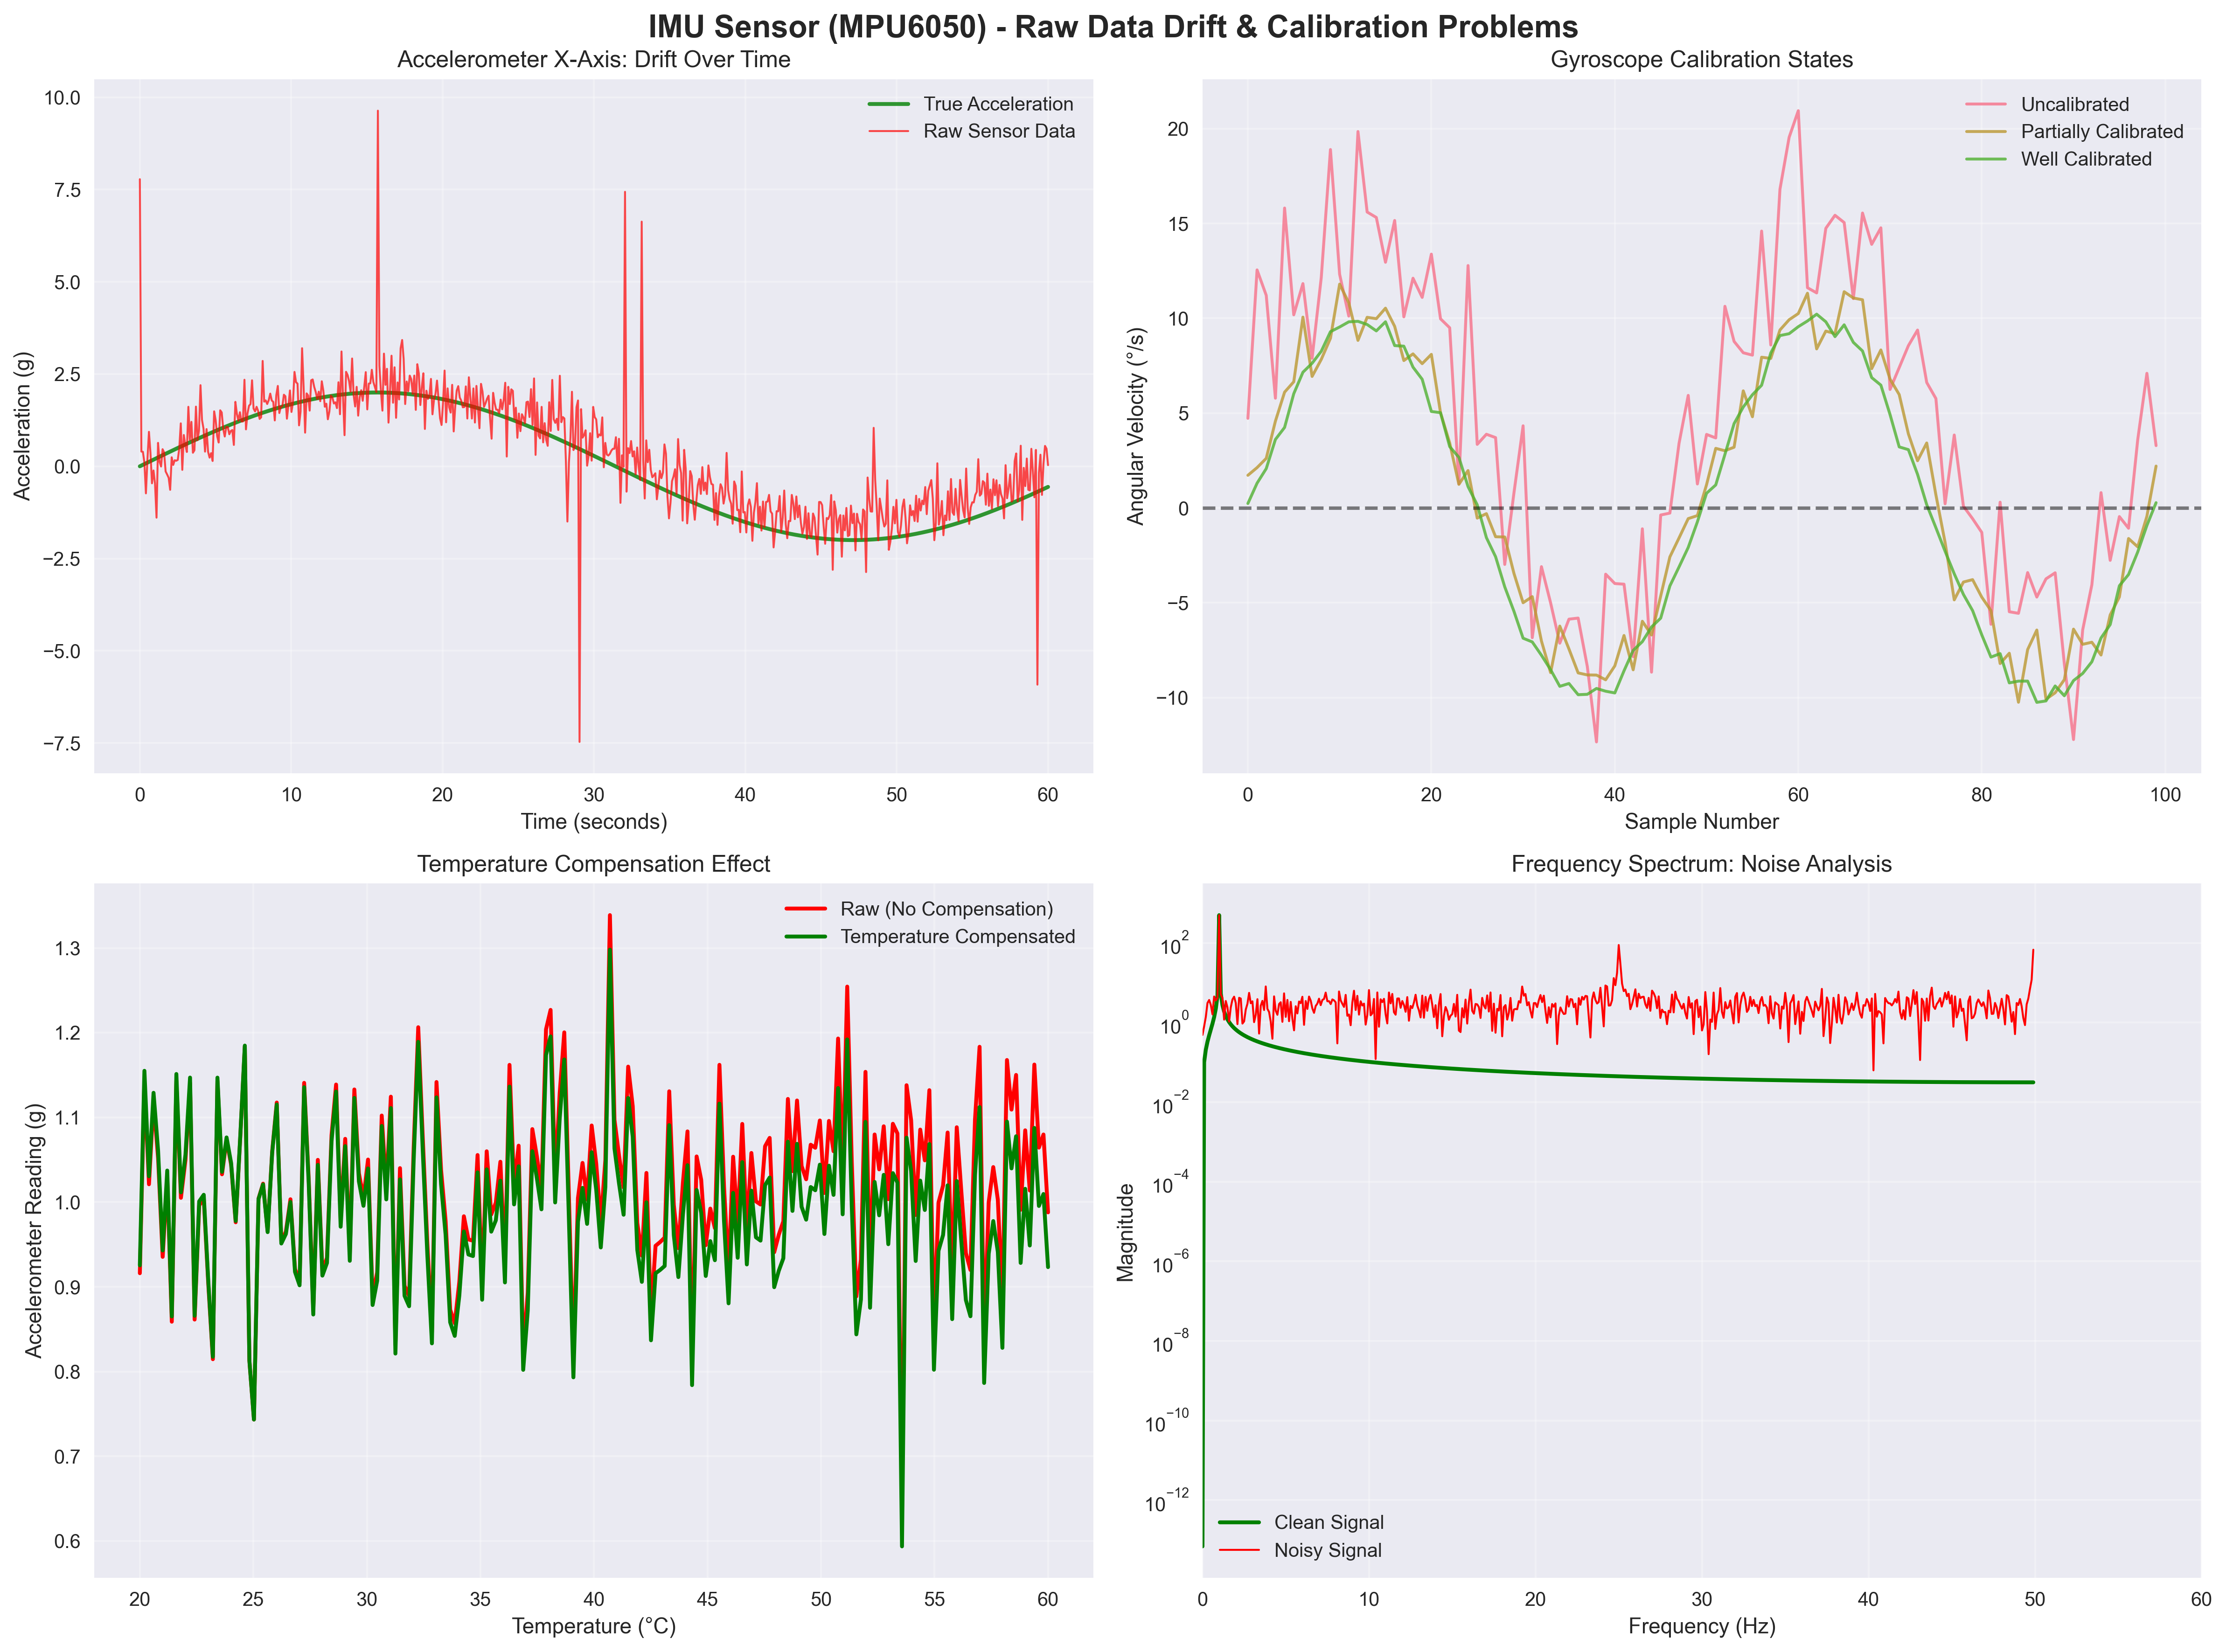 IMU Sensor (MPU6050) - Raw Data Drift & Calibration Problems
Accelerometer X-Axis: Drift Over Time
True Acceleration
Raw Sensor Data
10.0
7.5
5.0
2.5
0.0
−2.5
−5.0
−7.5
Acceleration (g)
0 10 20 30 40 50 60
Time (seconds)
Gyroscope Calibration States
Uncalibrated
Partially Calibrated
Well Calibrated
20
15
10
5
0
−5
−10
Angular Velocity (°/s)
0 20 40 60 80 100
Sample Number
Temperature Compensation Effect
Raw (No Compensation)
Temperature Compensated
1.3
1.2
1.1
1.0
0.9
0.8
0.7
0.6
Accelerometer Reading (g)
20 25 30 35 40 45 50 55 60
Temperature (°C)
Frequency Spectrum: Noise Analysis
10²
10⁰
10⁻²
10⁻⁴
10⁻⁶
10⁻⁸
10⁻¹⁰
10⁻¹²
Magnitude
Clean Signal
Noisy Signal
0 10 20 30 40 50 60
Frequency (Hz)